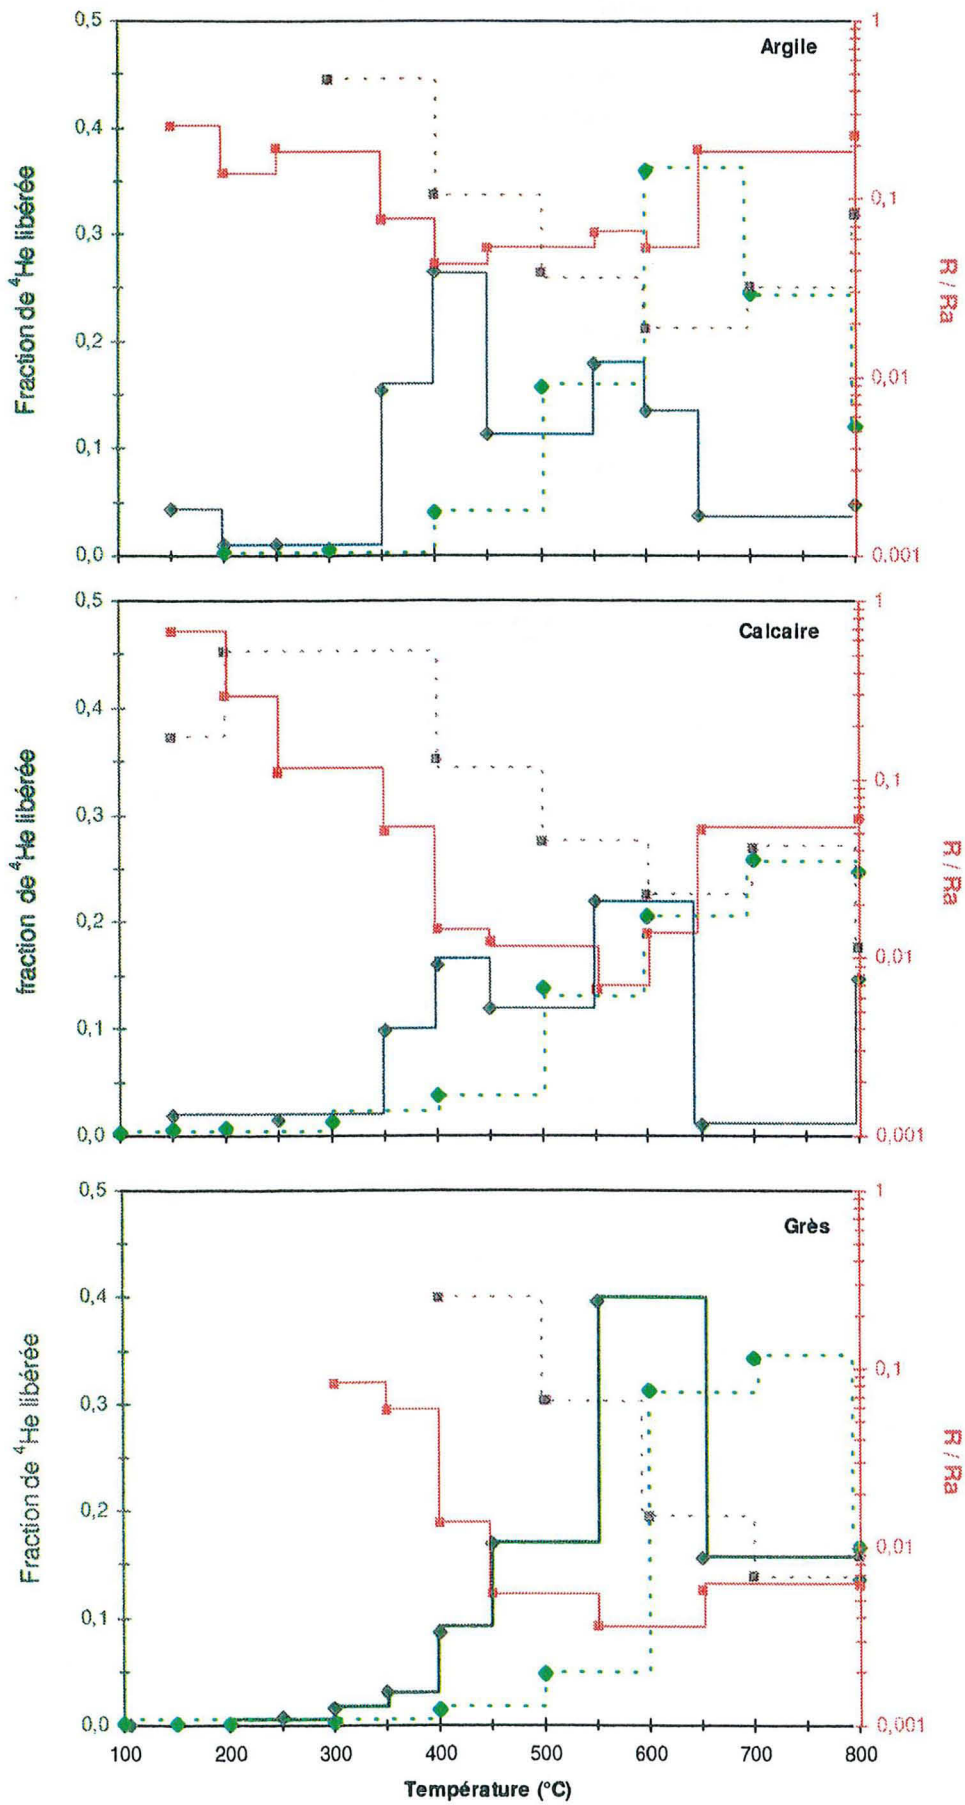 0,5
0,4
0,3
0,2
0,1
0,0
Fraction de ⁴He libérée
Argile
1
0,1
0,01
0,001
R / Ra
0,5
0,4
0,3
0,2
0,1
0,0
fraction de ⁴He libérée
Calcaire
1
0,1
0,01
0,001
R / Ra
0,5
0,4
0,3
0,2
0,1
0,0
Fraction de ⁴He libérée
Grès
1
0,1
0,01
0,001
R / Ra
100 200 300 400 500 600 700 800
Température (°C)